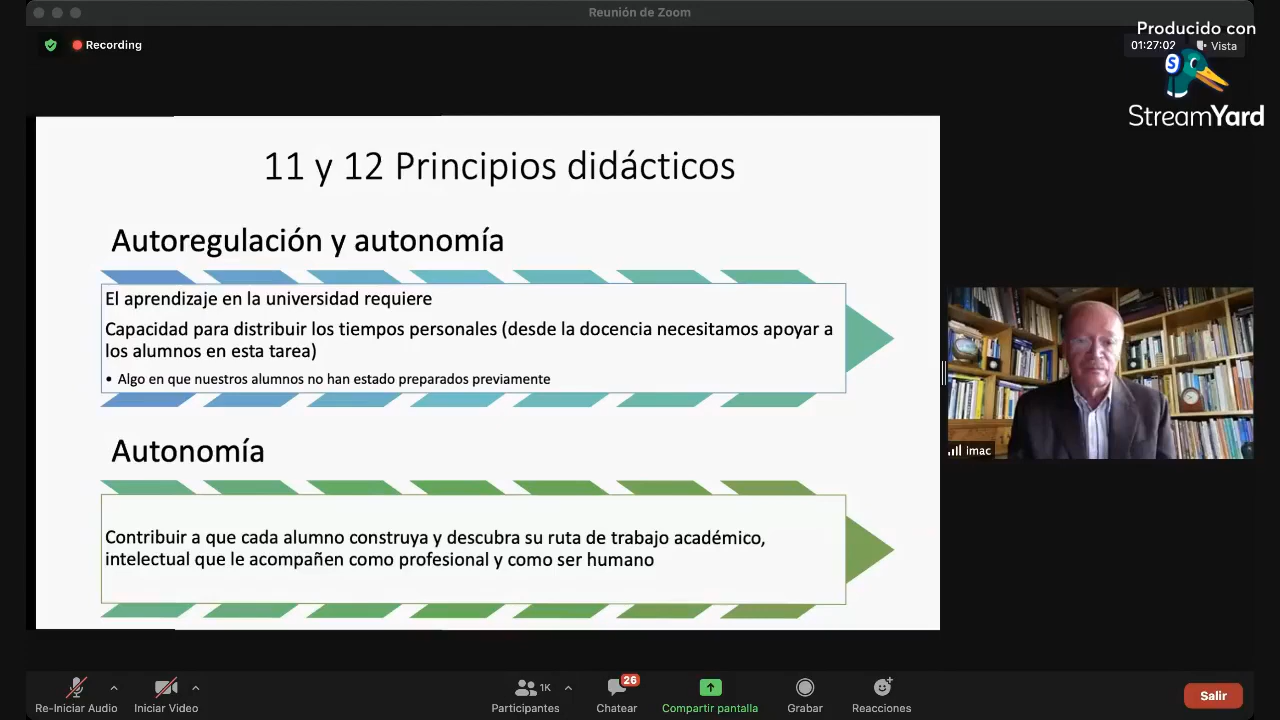 Reunión de Zoom
Producido con
Recording
01:27:02
Vista
S
StreamYard
11 y 12 Principios didácticos
Autoregulación y autonomía
El aprendizaje en la universidad requiere
Capacidad para distribuir los tiempos personales (desde la docencia necesitamos apoyar a
los alumnos en esta tarea)
• Algo en que nuestros alumnos no han estado preparados previamente
imac
Autonomía
Contribuir a que cada alumno construya y descubra su ruta de trabajo académico,
intelectual que le acompañen como profesional y como ser humano
1K
26
Re-Iniciar Audio
Iniciar Video
Participantes
Chatear
Compartir pantalla
Grabar
Reacciones
Salir